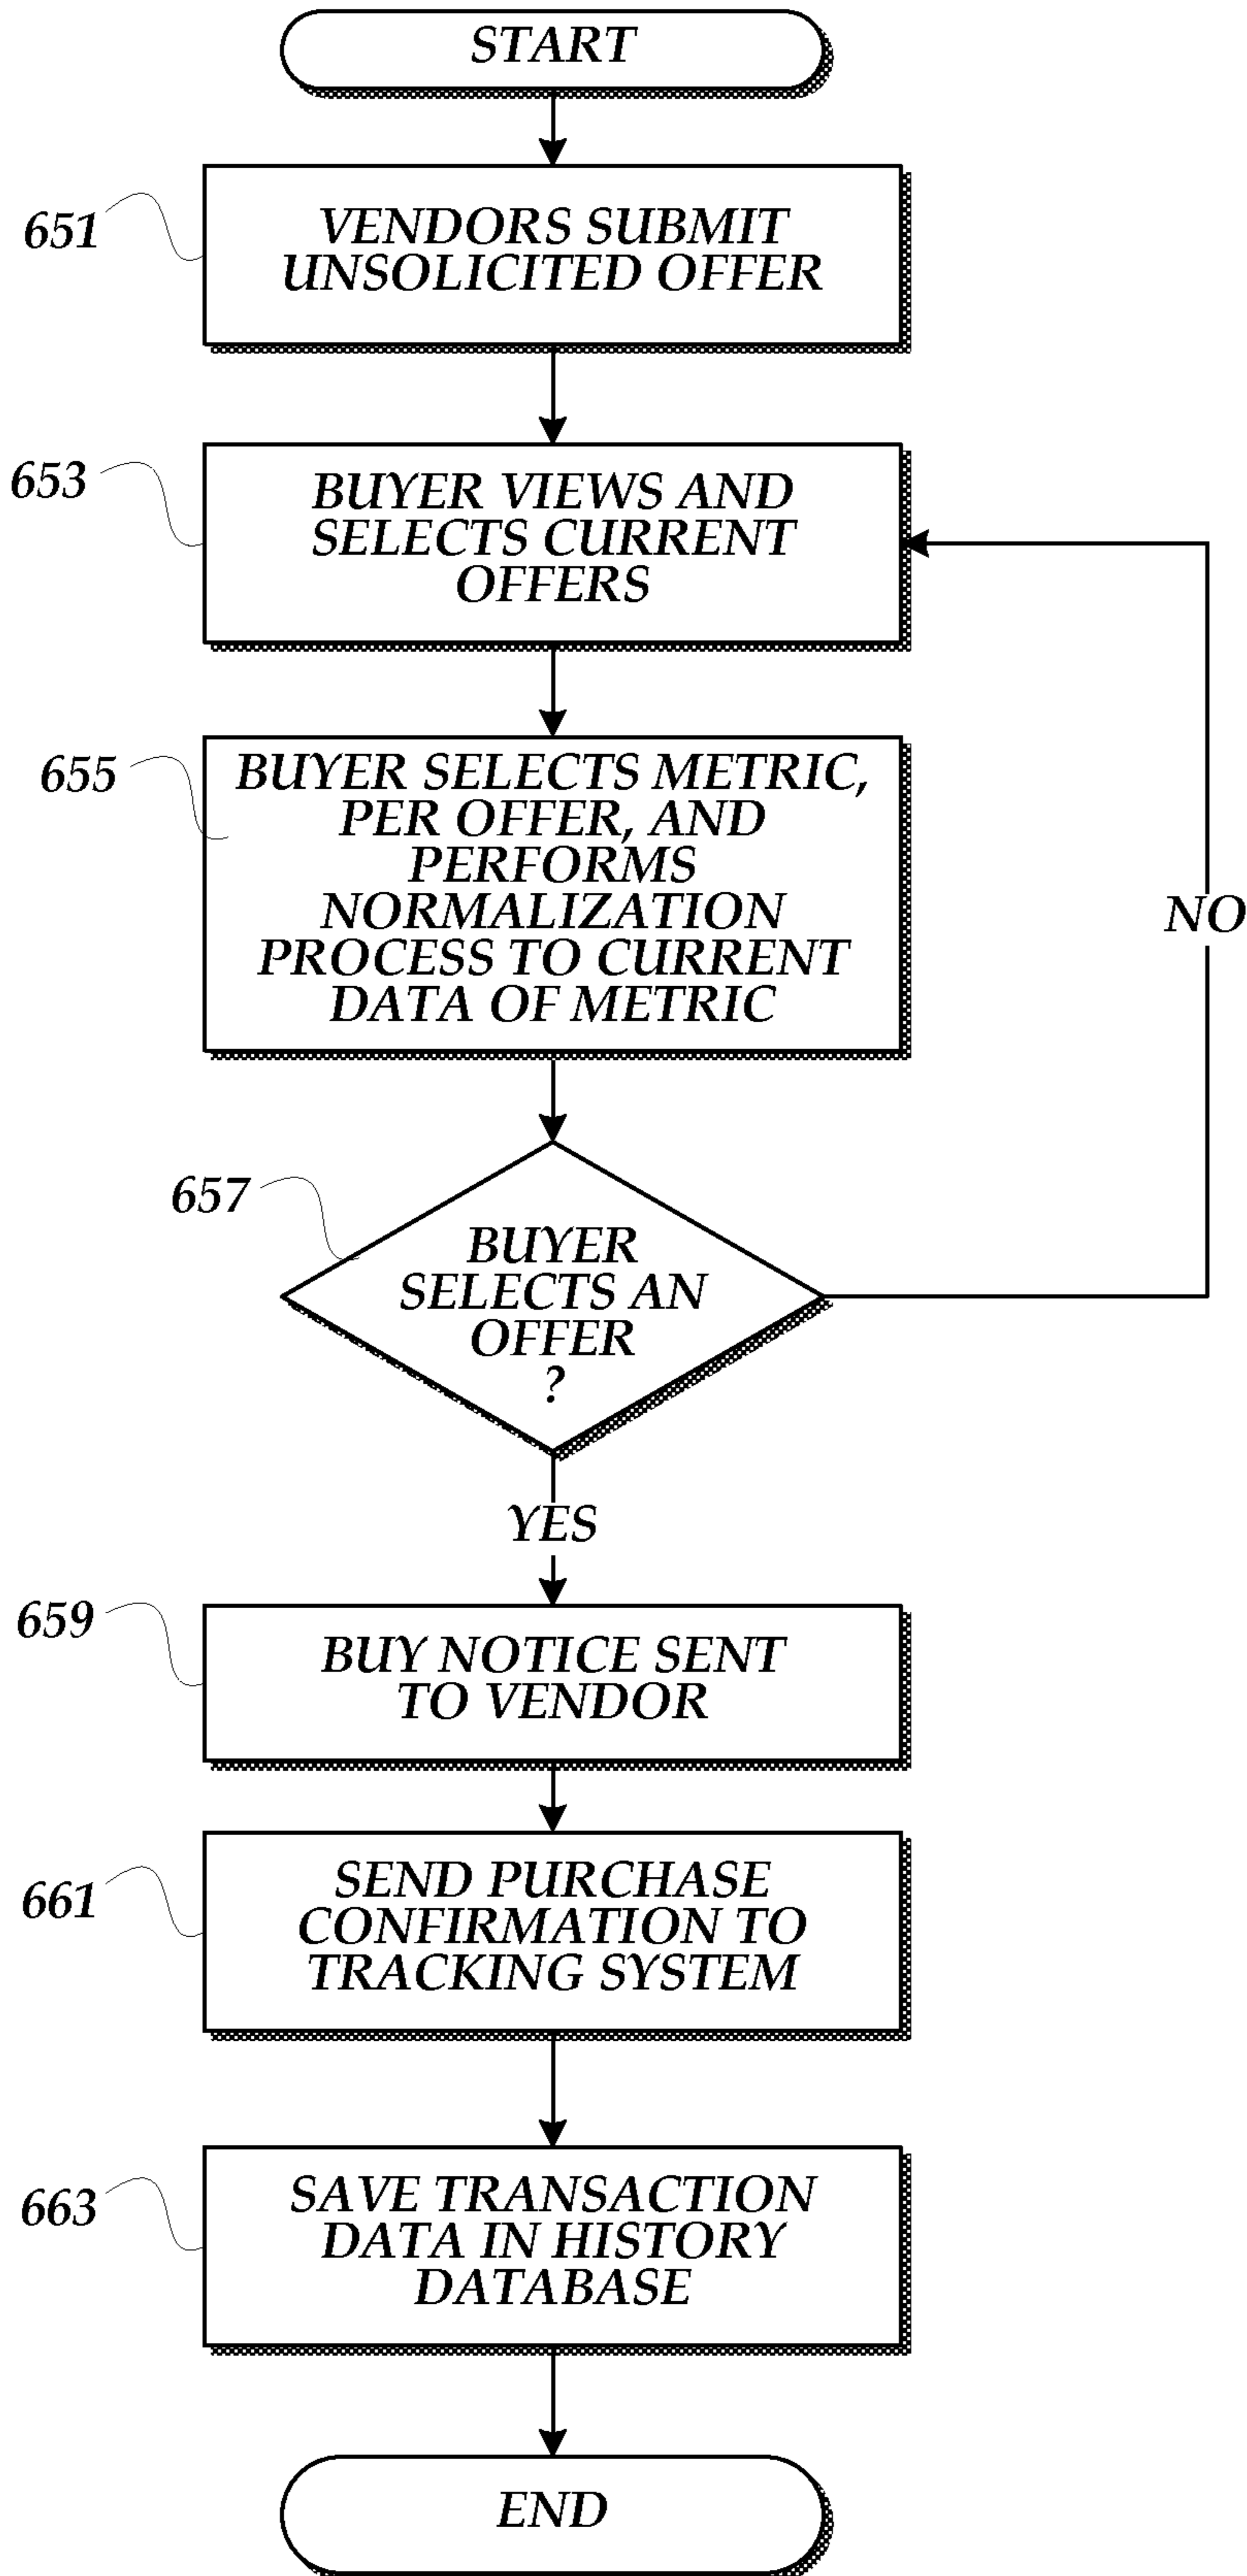 START
651
VENDORS SUBMIT
UNSOLICITED OFFER
653
BUYER VIEWS AND
SELECTS CURRENT
OFFERS
655
BUYER SELECTS METRIC,
PER OFFER, AND
PERFORMS
NORMALIZATION
PROCESS TO CURRENT
DATA OF METRIC
NO
657
BUYER
SELECTS AN
OFFER
?
YES
659
BUY NOTICE SENT
TO VENDOR
661
SEND PURCHASE
CONFIRMATION TO
TRACKING SYSTEM
663
SAVE TRANSACTION
DATA IN HISTORY
DATABASE
END